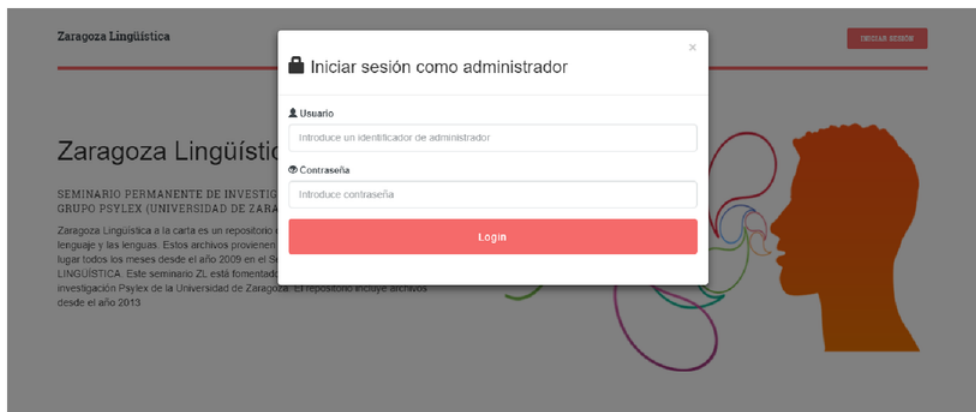 Zaragoza Lingüística
INICIAR SESIÓN
×
Iniciar sesión como administrador
Usuario
Introduce un identificador de administrador
Contraseña
Introduce contraseña
Login
Zaragoza Lingüístic
SEMINARIO PERMANENTE DE INVESTIG
GRUPO PSYLEX (UNIVERSIDAD DE ZARA
Zaragoza Lingüística a la carta es un repositorio
lenguaje y las lenguas. Estos archivos provienen
lugar todos los meses desde el año 2009 en el Se
LINGÜÍSTICA. Este seminario ZL está fomentado
investigación Psylex de la Universidad de Zaragoza. El repositorio incluye archivos
desde el año 2013